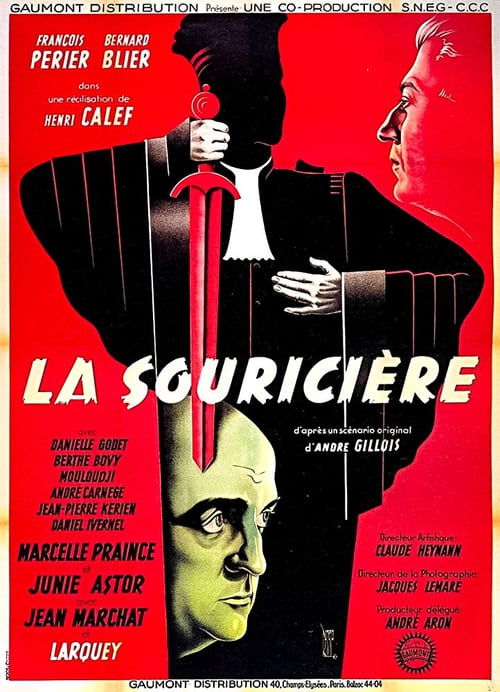 GAUMONT DISTRIBUTION Présente UNE CO-PRODUCTION S.N.E.G-C.C.C
FRANÇOIS BERNARD
PERIER BLIER
dans
une réalisation de
HENRI CALEF
LA SOURICIÈRE
d'après un scénario original
d'ANDRE GILLOIS
avec
DANIELLE GODET
BERTHE BOVY
MOULOUDJI
ANDRÉ CARNEGE
JEAN-PIERRE KERIEN
DANIEL IVERNEL
MARCELLE PRAINCE
et
JUNIE ASTOR
avec
JEAN MARCHAT
et
LARQUEY
Directeur Artistique:
CLAUDE HEYMANN
Directeur de la Photographie:
JACQUES LEMARE
Producteur délégué:
ANDRÉ ARON
GAUMONT
GAUMONT DISTRIBUTION 40, Champs-Elysées, Paris. Balzac 44-04